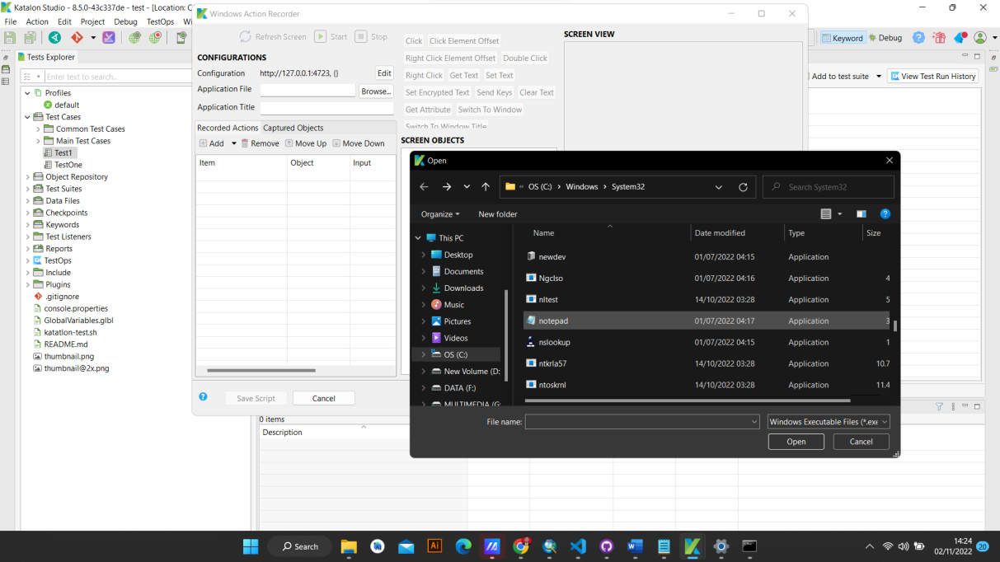 Katalon Studio - 8.5.0-43c337de - test - [Location: C
File Action Edit Project Debug TestOps Wi
Keyword
Debug
Tests Explorer
Enter text to search...
Add to test suite
View Test Run History
Profiles
default
Test Cases
Common Test Cases
Main Test Cases
Test1
TestOne
Object Repository
Test Suites
Data Files
Checkpoints
Keywords
Test Listeners
Reports
TestOps
Include
Plugins
.gitignore
console.properties
GlobalVariables.glbl
katatlon-test.sh
README.md
thumbnail.png
thumbnail@2x.png
Windows Action Recorder
Refresh Screen Start Stop
CONFIGURATIONS
Configuration http://127.0.0.1:4723, {} Edit
Application File Browse...
Application Title
Recorded Actions Captured Objects
Add Remove Move Up Move Down
Item Object Input
Save Script Cancel
Click Click Element Offset
Right Click Element Offset Double Click
Right Click Get Text Set Text
Set Encrypted Text Send Keys Clear Text
Get Attribute Switch To Window
Switch To Window Title
SCREEN OBJECTS
SCREEN VIEW
Open
OS (C:) Windows System32
Search System32
Organize New folder
This PC
Desktop
Documents
Downloads
Music
Pictures
Videos
OS (C:)
New Volume (D:
DATA (F:)
MULTIMEDIA (G:
Name Date modified Type Size
newdev 01/07/2022 04:15 Application
NgcIso 01/07/2022 04:16 Application 4
nltest 14/10/2022 03:28 Application 5
notepad 01/07/2022 04:17 Application 3
nslookup 01/07/2022 04:15 Application 1
ntkrla57 14/10/2022 03:28 Application 10.7
ntoskrnl 14/10/2022 03:28 Application 11.4
File name: Windows Executable Files (*.exe
Open Cancel
0 items
Description
Search
14:24
02/11/2022
20